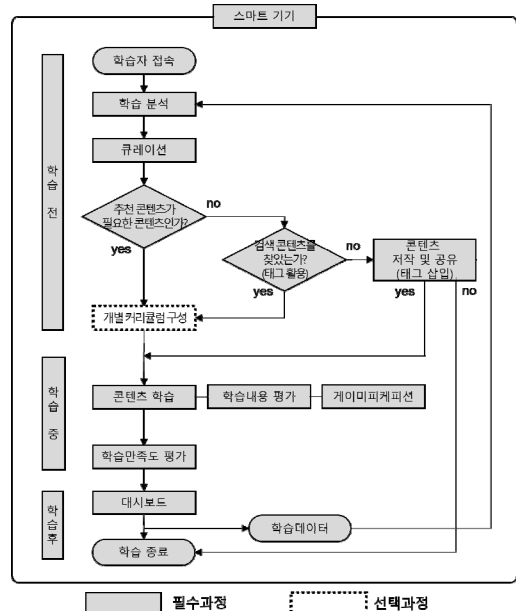 스마트 기기
학습자 접속
학습 분석
큐레이션
추천 콘텐츠가
필요한 콘텐츠인가?
no
yes
검색 콘텐츠를
찾았는가?
(태그 활용)
no
yes
콘텐츠
저작 및 공유
(태그 삽입)
yes
no
개별 커리큘럼 구성
학
습
전
콘텐츠 학습
학습내용 평가
게이미피케피션
학습만족도 평가
학
습
중
대시보드
학습데이터
학습 종료
학
습
후
필수과정
선택과정